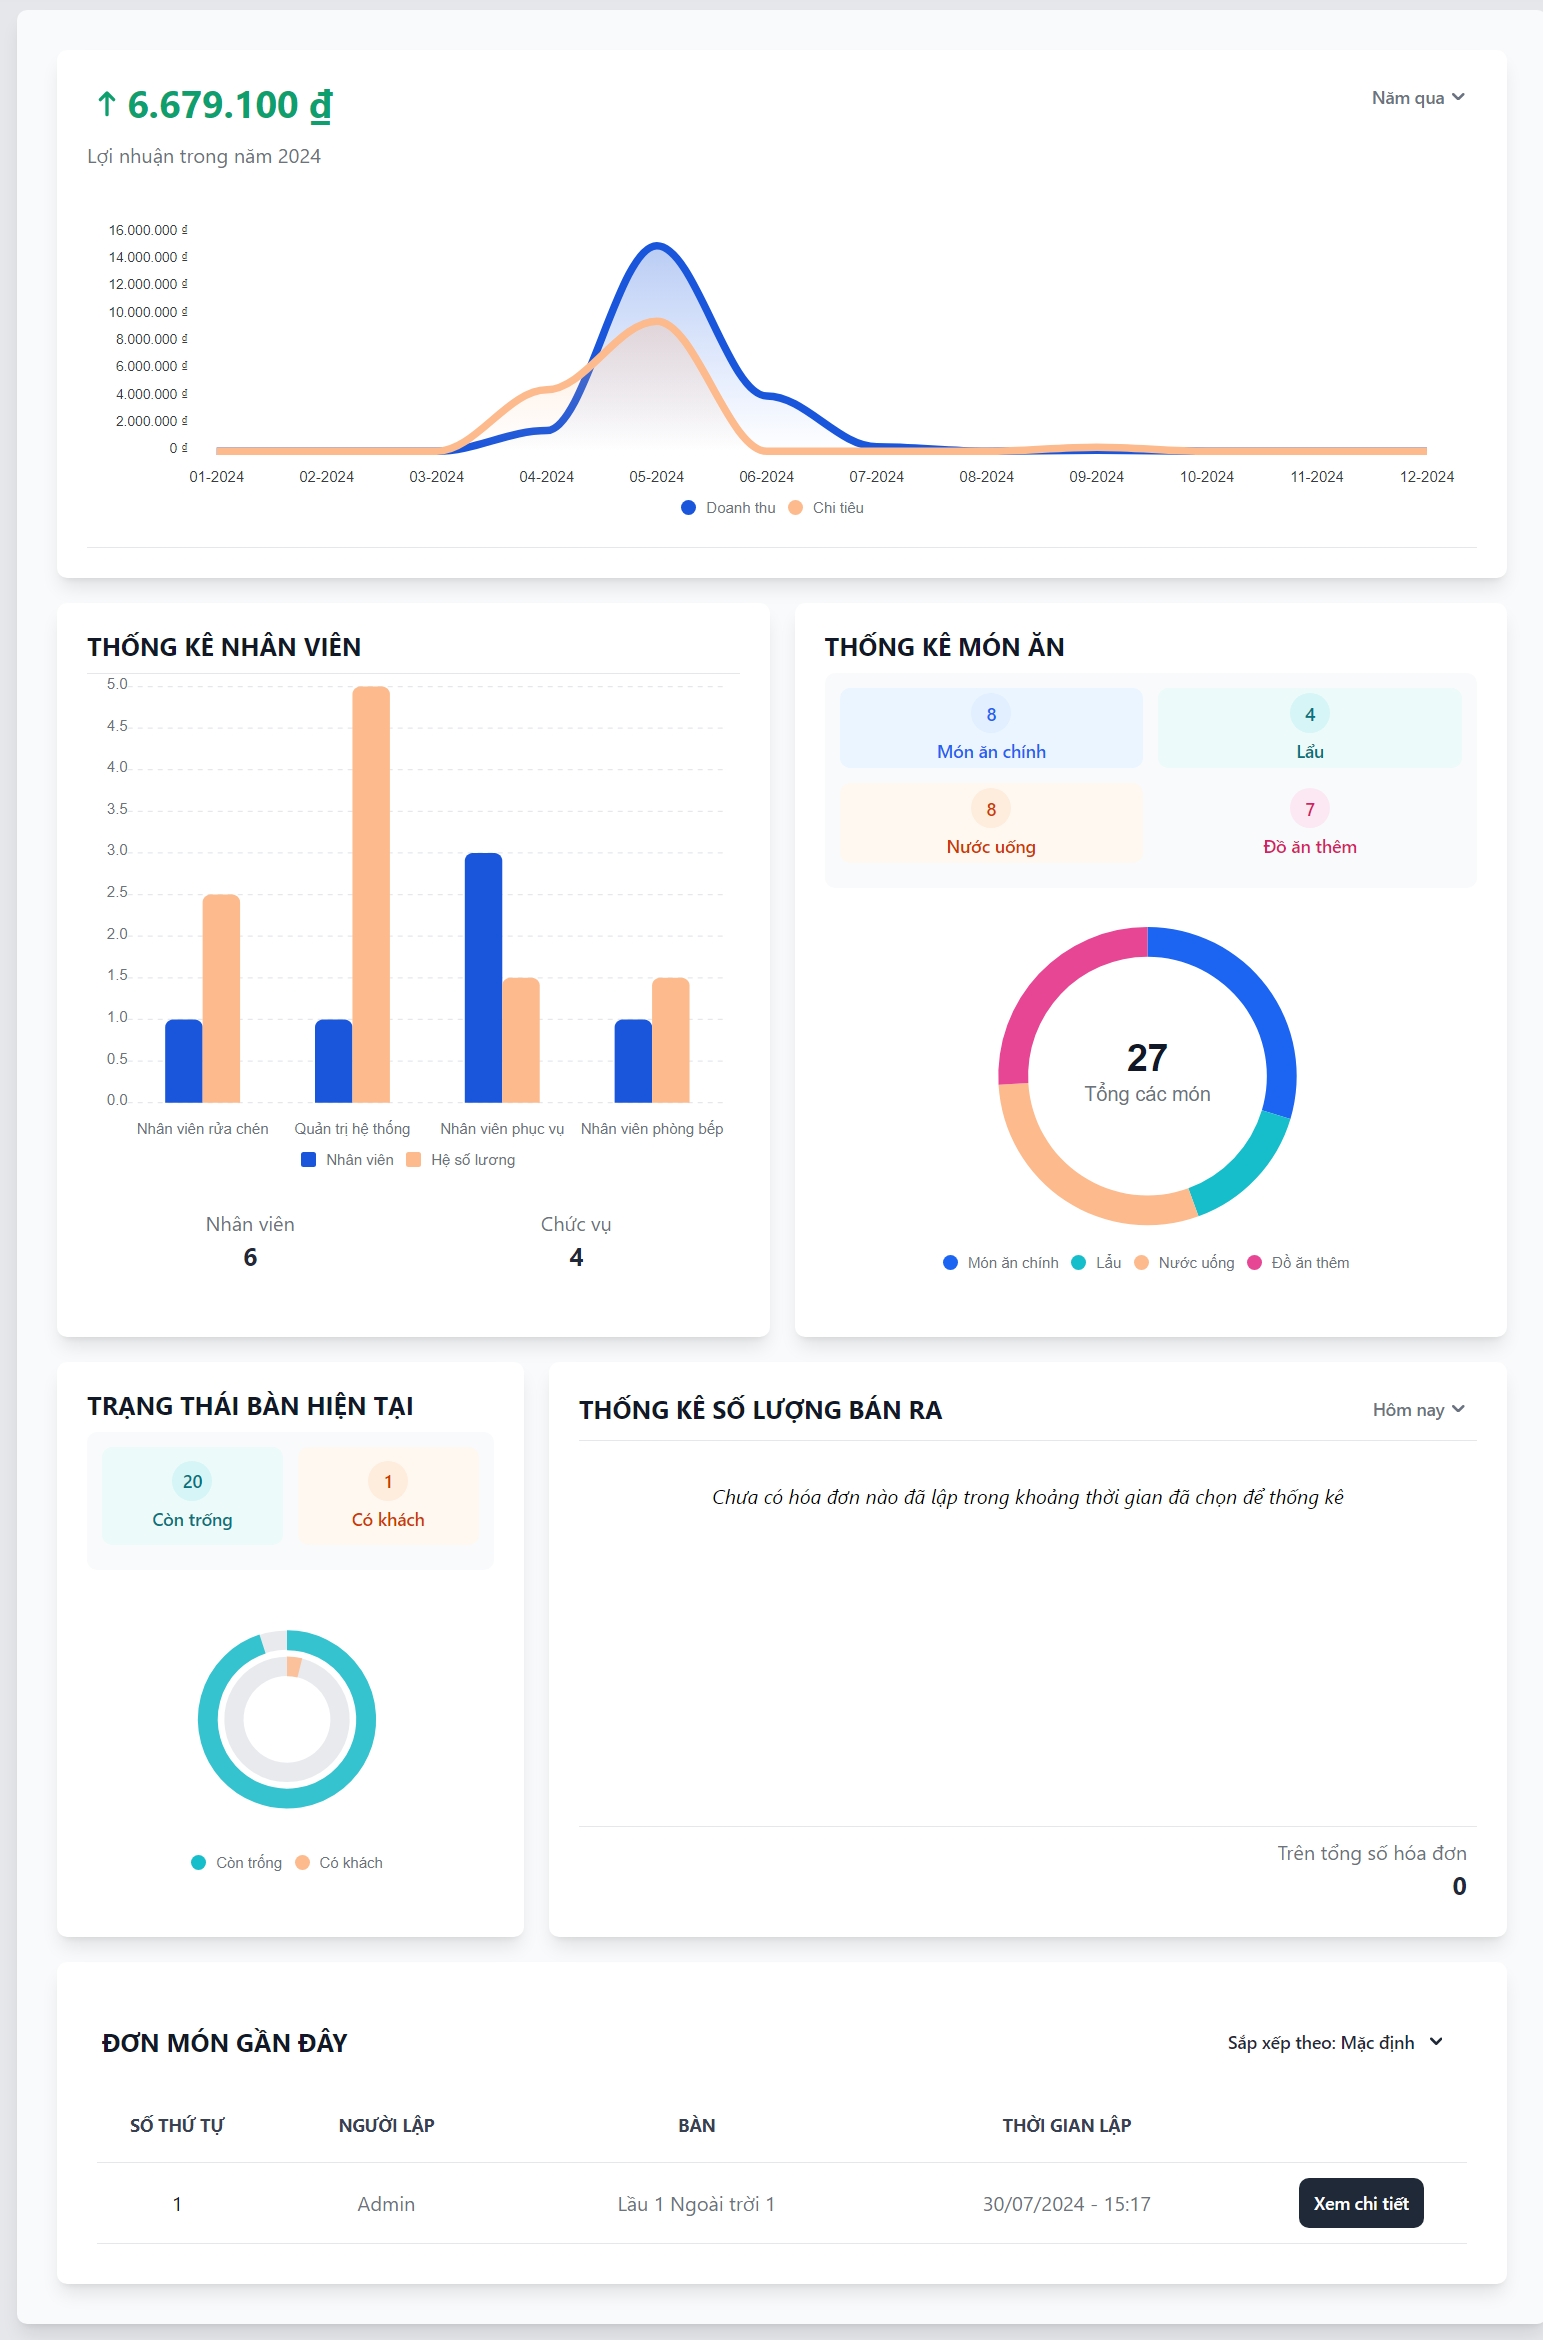 ↑ 6.679.100 ₫
Năm qua
Lợi nhuận trong năm 2024
16.000.000 ₫
14.000.000 ₫
12.000.000 ₫
10.000.000 ₫
8.000.000 ₫
6.000.000 ₫
4.000.000 ₫
2.000.000 ₫
0 ₫
01-2024 02-2024 03-2024 04-2024 05-2024 06-2024 07-2024 08-2024 09-2024 10-2024 11-2024 12-2024
Doanh thu Chi tiêu
THỐNG KÊ NHÂN VIÊN
5.0
4.5
4.0
3.5
3.0
2.5
2.0
1.5
1.0
0.5
0.0
Nhân viên rửa chén Quản trị hệ thống Nhân viên phục vụ Nhân viên phòng bếp
Nhân viên Hệ số lương
Nhân viên Chức vụ
6 4
THỐNG KÊ MÓN ĂN
8 4
Món ăn chính Lẩu
8 7
Nước uống Đồ ăn thêm
27
Tổng các món
Món ăn chính Lẩu Nước uống Đồ ăn thêm
TRẠNG THÁI BÀN HIỆN TẠI
20 1
Còn trống Có khách
Còn trống Có khách
THỐNG KÊ SỐ LƯỢNG BÁN RA
Hôm nay
Chưa có hóa đơn nào đã lập trong khoảng thời gian đã chọn để thống kê
Trên tổng số hóa đơn
0
ĐƠN MÓN GẦN ĐÂY
Sắp xếp theo: Mặc định
SỐ THỨ TỰ NGƯỜI LẬP BÀN THỜI GIAN LẬP
1 Admin Lầu 1 Ngoài trời 1 30/07/2024 - 15:17 Xem chi tiết